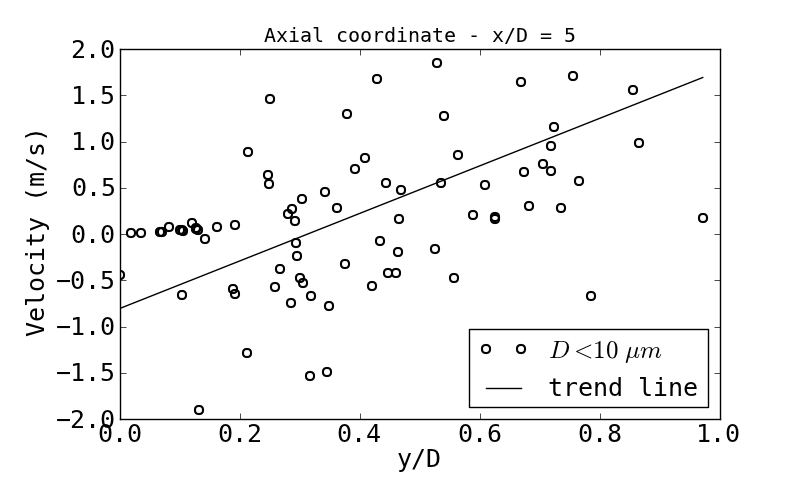 Axial coordinate - x/D = 5
Velocity (m/s)
2.0
1.5
1.0
0.5
0.0
−0.5
−1.0
−1.5
−2.0
D <10 μm
trend line
0.0 0.2 0.4 0.6 0.8 1.0
y/D